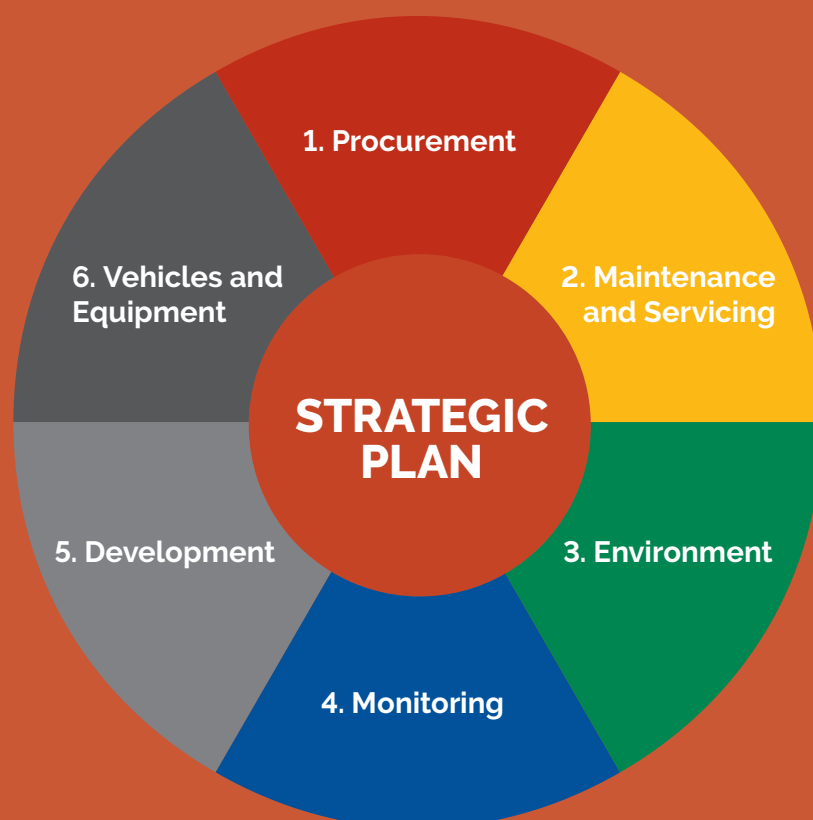 1. Procurement
2. Maintenance
and Servicing
3. Environment
4. Monitoring
5. Development
6. Vehicles and
Equipment
STRATEGIC
PLAN